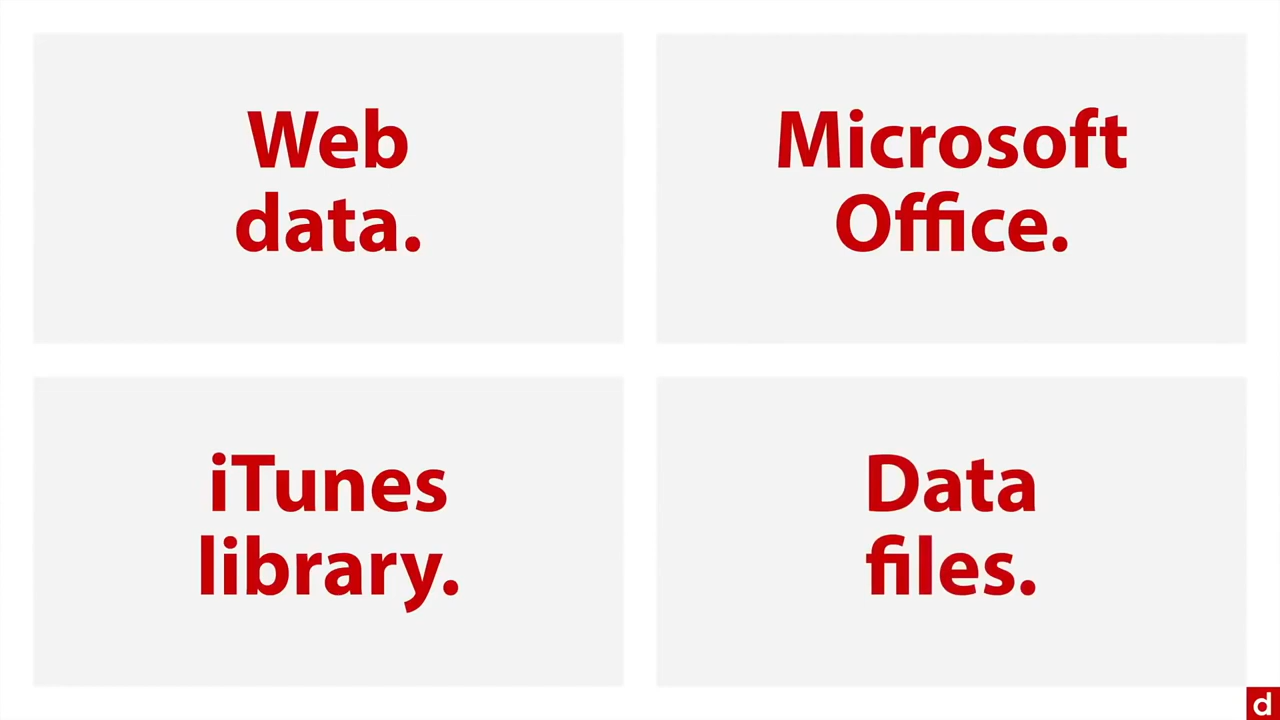 Web
data.
Microsoft
Office.
iTunes
library.
Data
files.
d